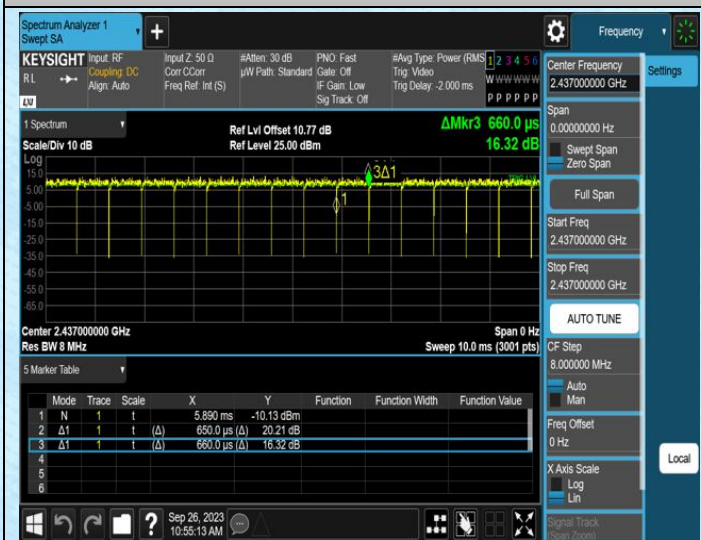 Spectrum Analyzer 1
Swept SA
+
Frequency
KEYSIGHT
RL
LXI
Input: RF
Coupling: DC
Align: Auto
Input Z: 50 Ω
Corr CCorr
Freq Ref: Int (S)
#Atten: 30 dB
µW Path: Standard
PNO: Fast
Gate: Off
IF Gain: Low
Sig Track: Off
#Avg Type: Power (RMS
Trig: Video
Trig Delay: -2.000 ms
1 2 3 4 5 6
W W W W W W
P P P P P P
Center Frequency
2.437000000 GHz
Settings
1 Spectrum
Scale/Div 10 dB
Ref Lvl Offset 10.77 dB
Ref Level 25.00 dBm
ΔMkr3 660.0 µs
16.32 dB
Span
0.00000000 Hz
Swept Span
Zero Span
Full Span
Log
15.0
5.00
-5.00
-15.0
-25.0
-35.0
-45.0
-55.0
-65.0
3Δ1
1
Start Freq
2.437000000 GHz
Stop Freq
2.437000000 GHz
AUTO TUNE
Center 2.437000000 GHz
Res BW 8 MHz
Span 0 Hz
Sweep 10.0 ms (3001 pts)
CF Step
8.000000 MHz
Auto
Man
5 Marker Table
Mode Trace Scale X Y Function Function Width Function Value
1 N 1 t 5.890 ms -10.13 dBm
2 Δ1 1 t (Δ) 650.0 µs (Δ) 20.21 dB
3 Δ1 1 t (Δ) 660.0 µs (Δ) 16.32 dB
4
5
6
Freq Offset
0 Hz
X Axis Scale
Log
Lin
Local
Signal Track
(Span Zoom)
?
Sep 26, 2023
10:55:13 AM